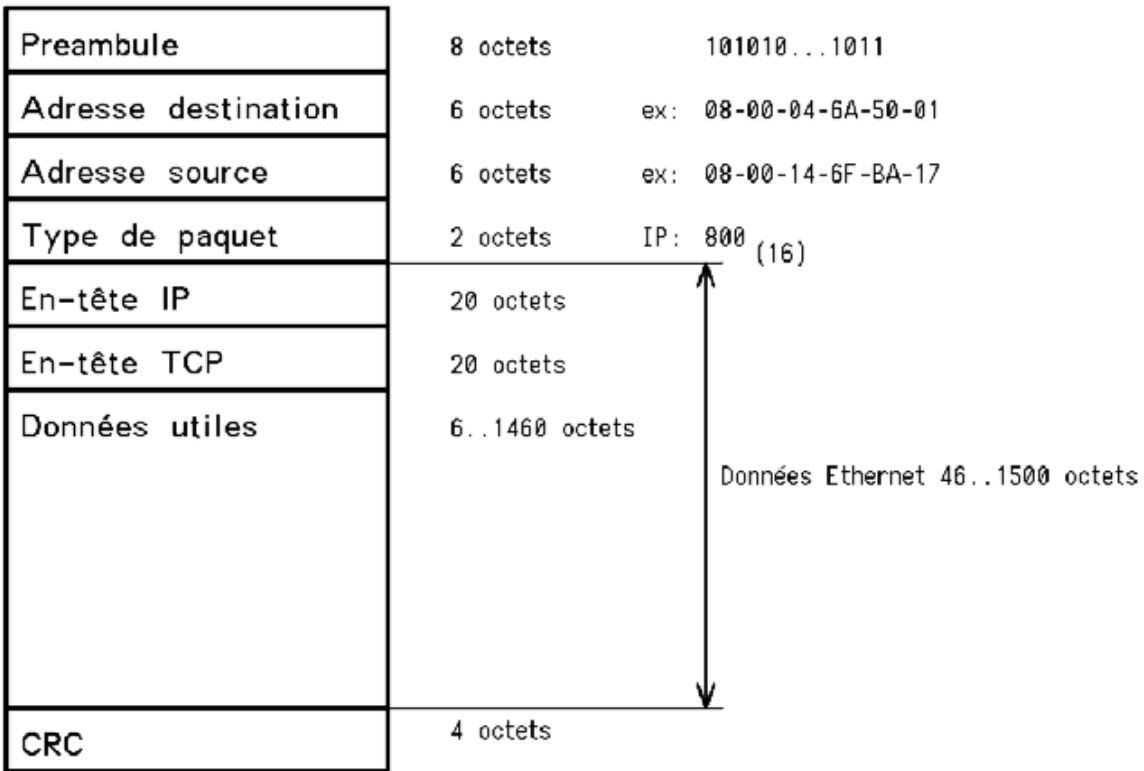 Preambule 8 octets 101010...1011
Adresse destination 6 octets ex: 08-00-04-6A-50-01
Adresse source 6 octets ex: 08-00-14-6F-BA-17
Type de paquet 2 octets IP: 800 (16)
En-tête IP 20 octets
En-tête TCP 20 octets
Données utiles 6..1460 octets
Données Ethernet 46..1500 octets
CRC 4 octets